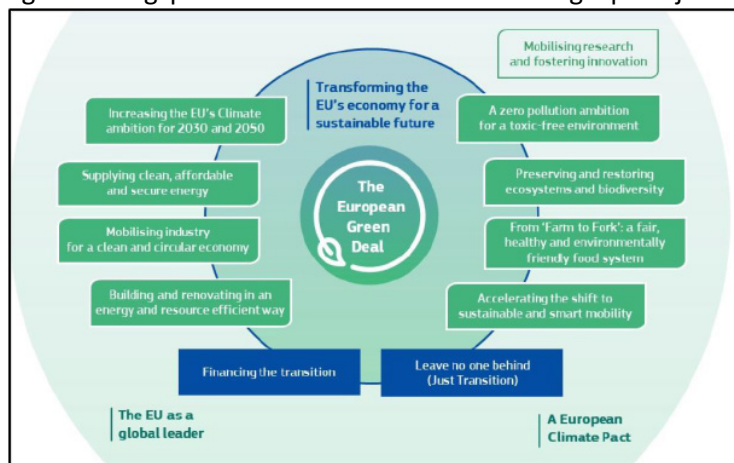 Mobilising research
and fostering innovation
Transforming the
EU's economy for a
sustainable future
Increasing the EU's Climate
ambition for 2030 and 2050
A zero pollution ambition
for a toxic-free environment
Supplying clean, affordable
and secure energy
Preserving and restoring
ecosystems and biodiversity
The
European
Green
Deal
Mobilising industry
for a clean and circular economy
From 'Farm to Fork': a fair,
healthy and environmentally
friendly food system
Building and renovating in an
energy and resource efficient way
Accelerating the shift to
sustainable and smart mobility
Financing the transition
Leave no one behind
(Just Transition)
The EU as a
global leader
A European
Climate Pact